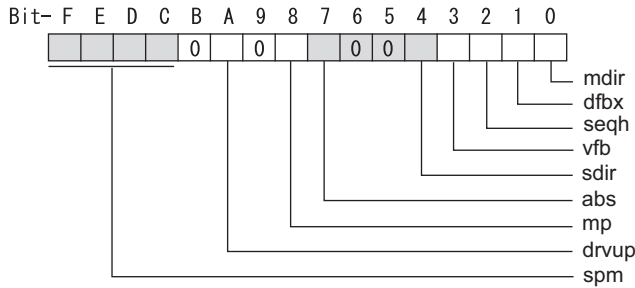 Bit- F E D C B A 9 8 7 6 5 4 3 2 1 0
0 0 0 0
mdir
dfbx
seqh
vfb
sdir
abs
mp
drvup
spm